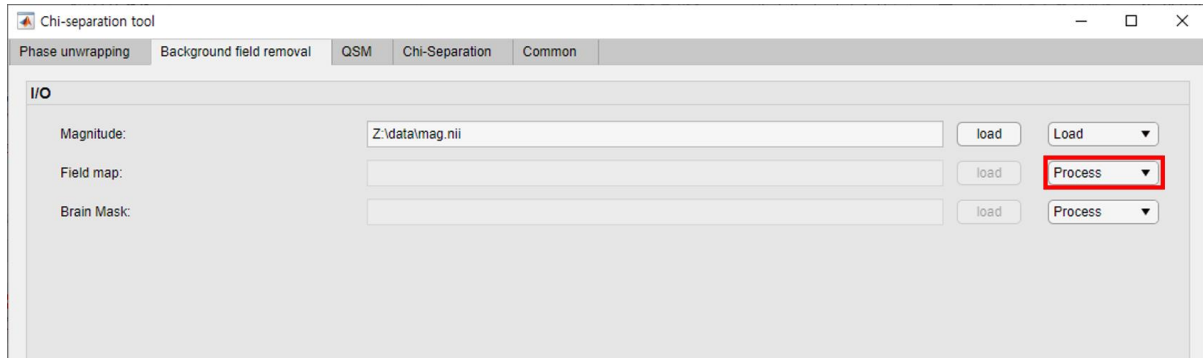 Chi-separation tool
Phase unwrapping Background field removal QSM Chi-Separation Common
I/O
Magnitude: Z:\data\mag.nii load Load
Field map: load Process
Brain Mask: load Process